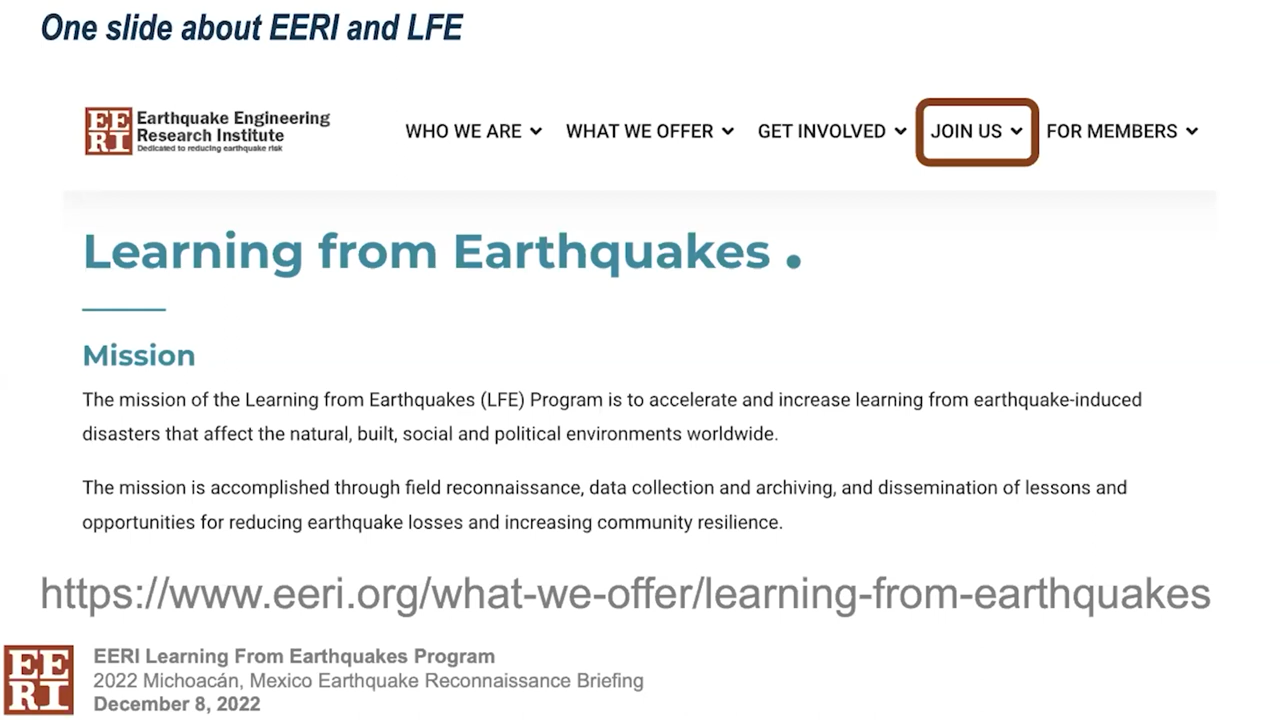 One slide about EERI and LFE
EE
RI
Earthquake Engineering
Research Institute
Dedicated to reducing earthquake risk
WHO WE ARE WHAT WE OFFER GET INVOLVED JOIN US FOR MEMBERS
Learning from Earthquakes .
Mission
The mission of the Learning from Earthquakes (LFE) Program is to accelerate and increase learning from earthquake-induced
disasters that affect the natural, built, social and political environments worldwide.
The mission is accomplished through field reconnaissance, data collection and archiving, and dissemination of lessons and
opportunities for reducing earthquake losses and increasing community resilience.
https://www.eeri.org/what-we-offer/learning-from-earthquakes
EE
RI
EERI Learning From Earthquakes Program
2022 Michoacán, Mexico Earthquake Reconnaissance Briefing
December 8, 2022